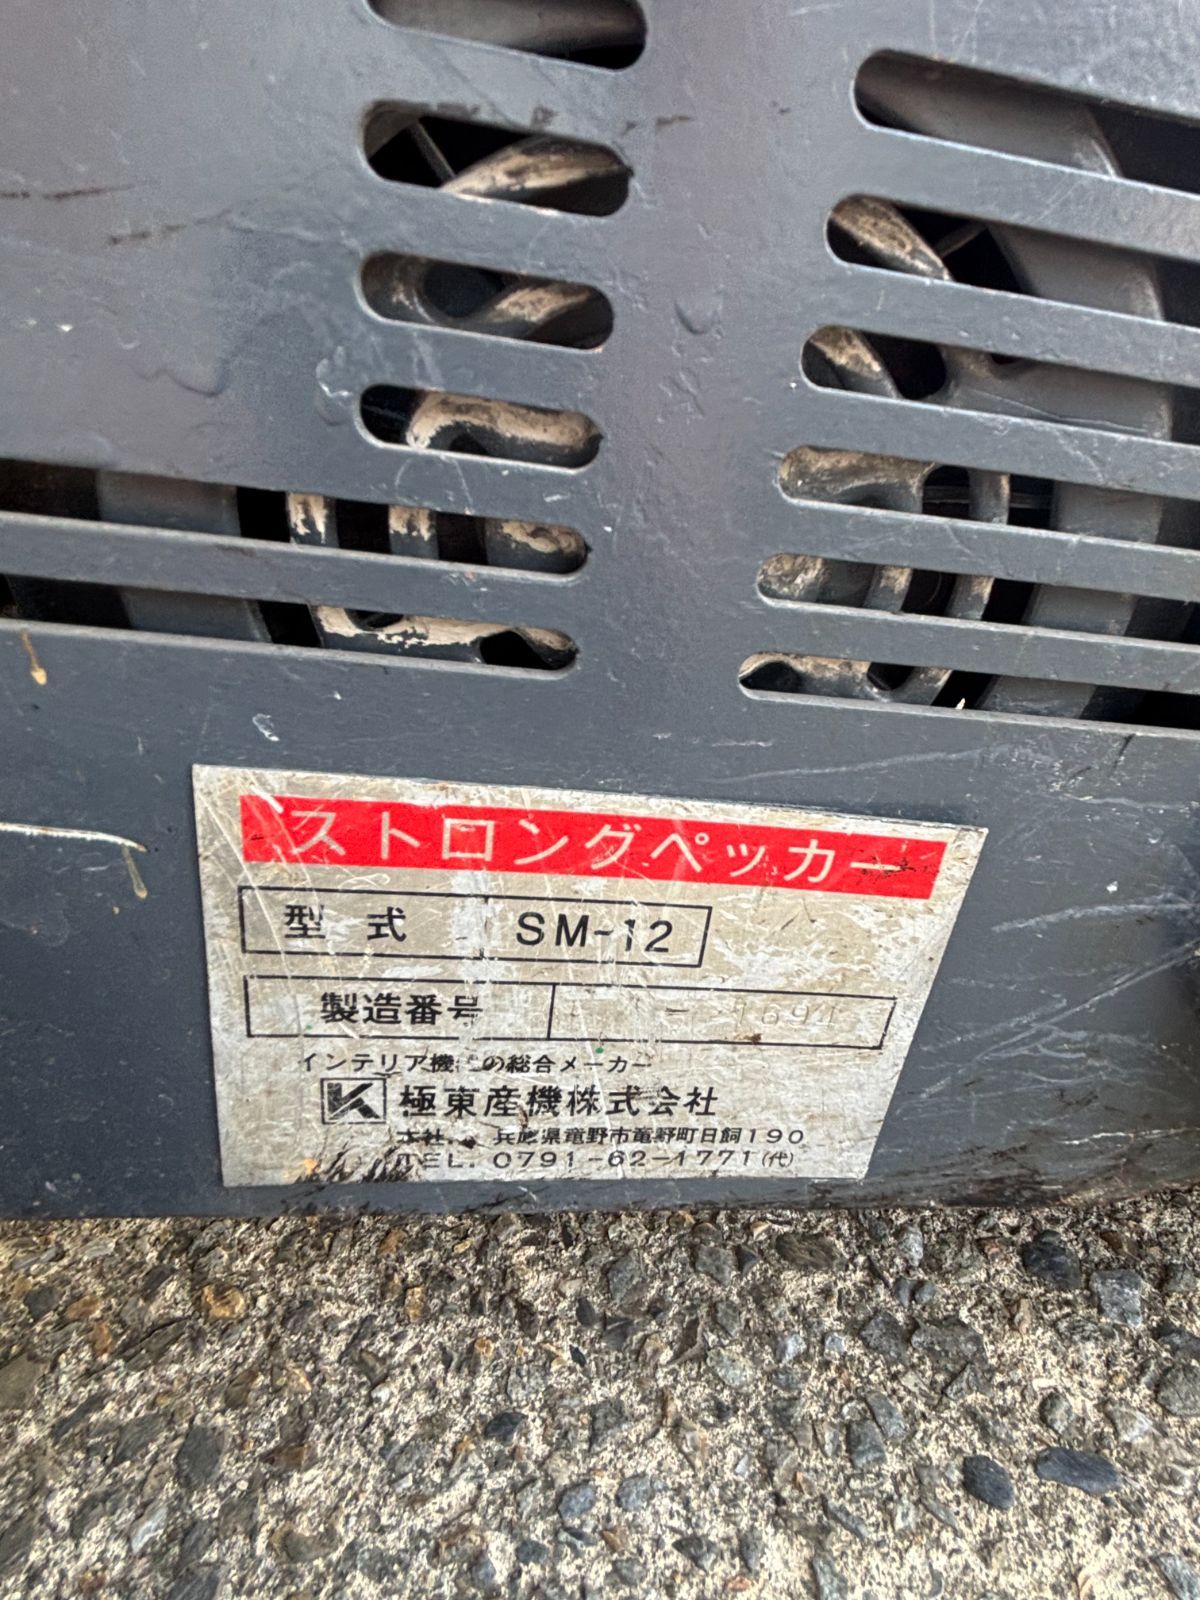 ストロングペッカー
型式 SM-12
製造番号 - 1694
インテリア機 の総合メーカー
K 極東産機株式会社
本社. 兵庫県竜野市竜野町日飼190
TEL. 0791-62-1771(代)